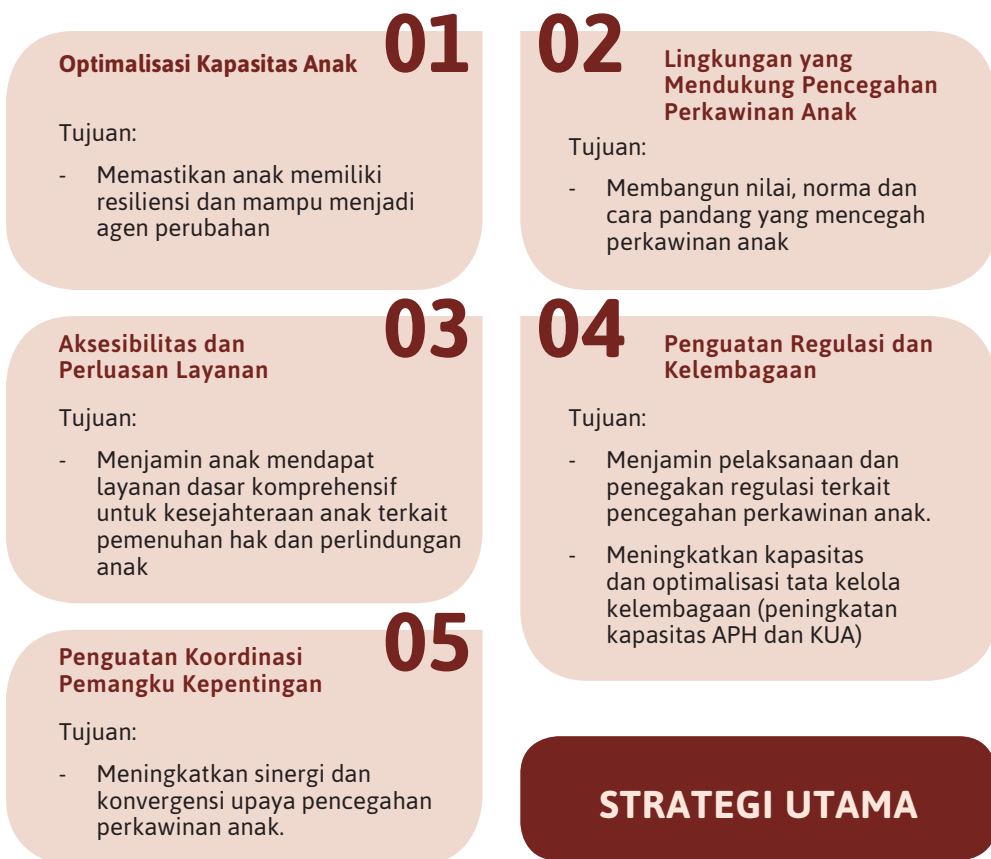 01
Optimalisasi Kapasitas Anak
Tujuan:
- Memastikan anak memiliki
resiliensi dan mampu menjadi
agen perubahan
02
Lingkungan yang
Mendukung Pencegahan
Perkawinan Anak
Tujuan:
- Membangun nilai, norma dan
cara pandang yang mencegah
perkawinan anak
03
Aksesibilitas dan
Perluasan Layanan
Tujuan:
- Menjamin anak mendapat
layanan dasar komprehensif
untuk kesejahteraan anak terkait
pemenuhan hak dan perlindungan
anak
04
Penguatan Regulasi dan
Kelembagaan
Tujuan:
- Menjamin pelaksanaan dan
penegakan regulasi terkait
pencegahan perkawinan anak.
- Meningkatkan kapasitas
dan optimalisasi tata kelola
kelembagaan (peningkatan
kapasitas APH dan KUA)
05
Penguatan Koordinasi
Pemangku Kepentingan
Tujuan:
- Meningkatkan sinergi dan
konvergensi upaya pencegahan
perkawinan anak.
STRATEGI UTAMA